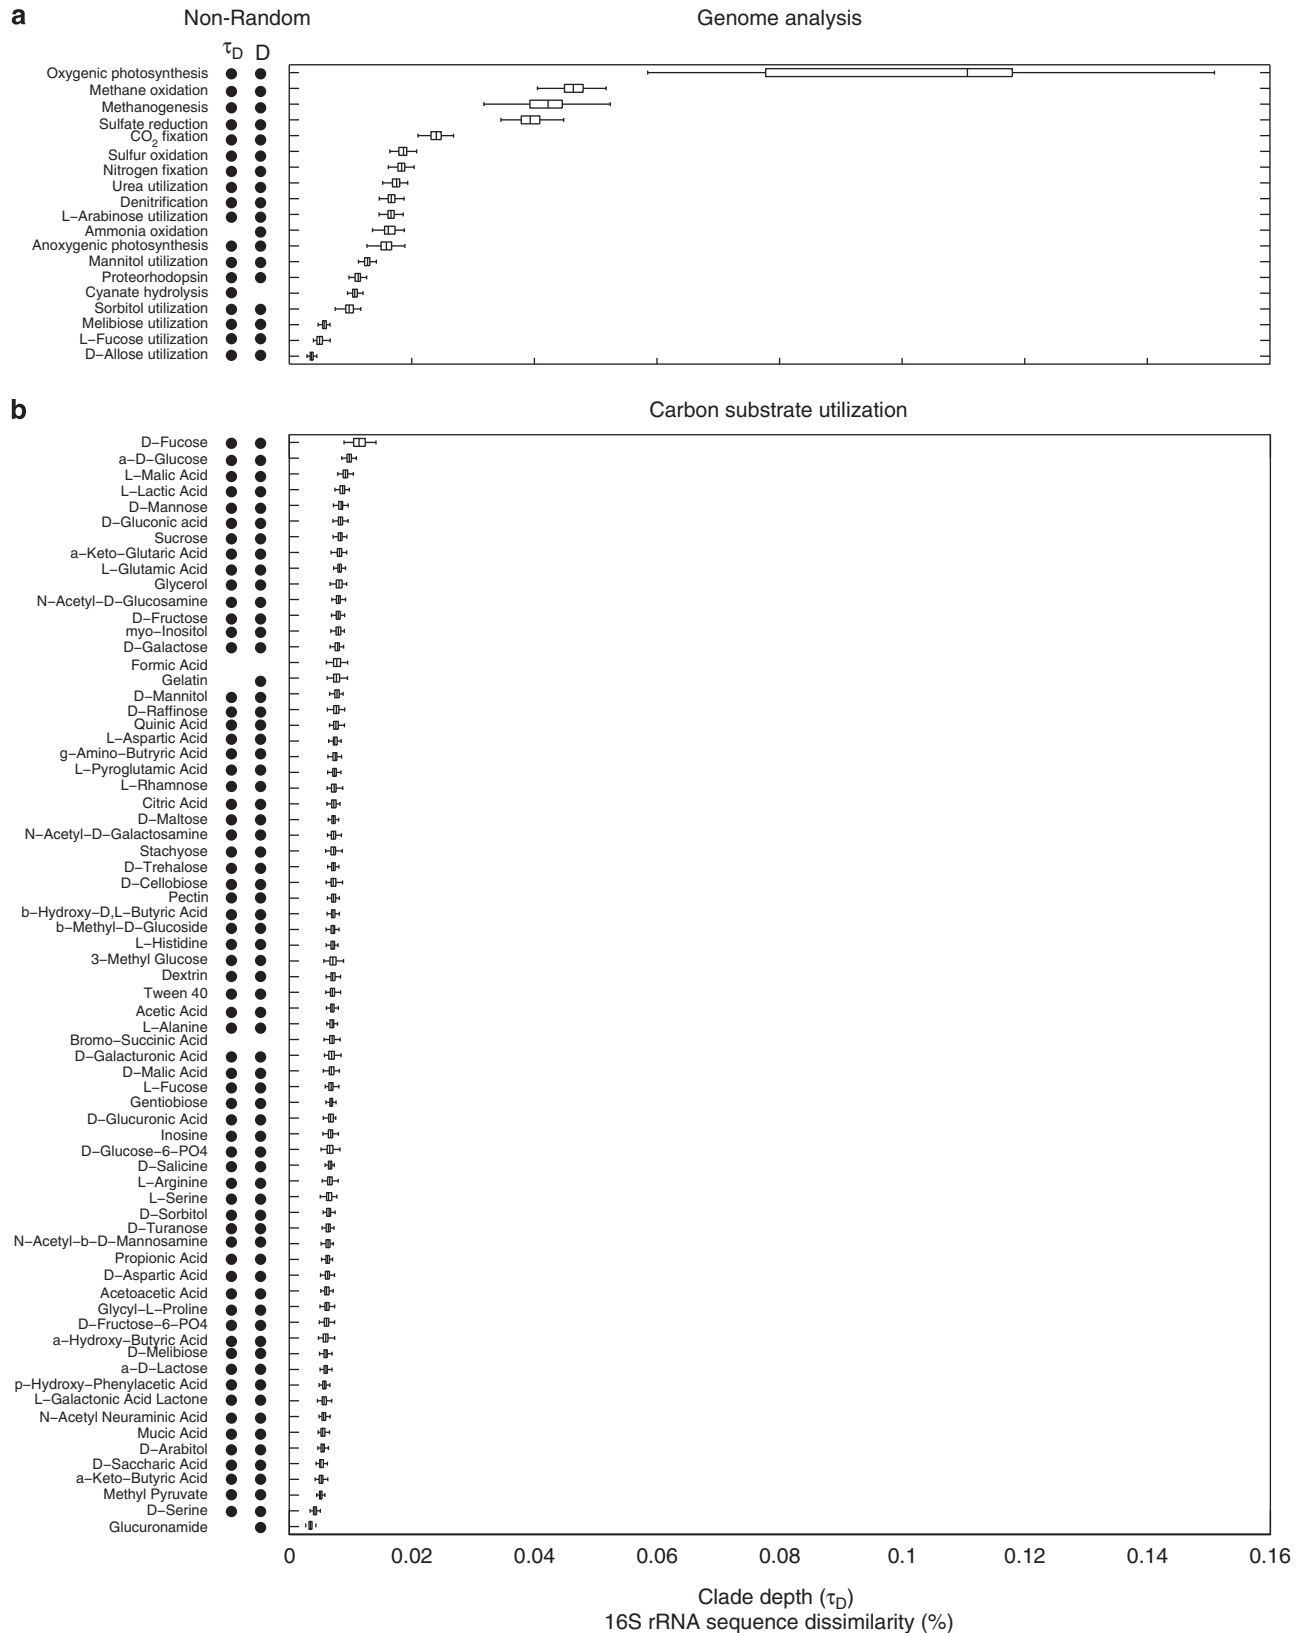 a
Non-Random
Genome analysis
τD D
Oxygenic photosynthesis
Methane oxidation
Methanogenesis
Sulfate reduction
CO2 fixation
Sulfur oxidation
Nitrogen fixation
Urea utilization
Denitrification
L−Arabinose utilization
Ammonia oxidation
Anoxygenic photosynthesis
Mannitol utilization
Proteorhodopsin
Cyanate hydrolysis
Sorbitol utilization
Melibiose utilization
L−Fucose utilization
D−Allose utilization
b
Carbon substrate utilization
D−Fucose
a−D−Glucose
L−Malic Acid
L−Lactic Acid
D−Mannose
D−Gluconic acid
Sucrose
a−Keto−Glutaric Acid
L−Glutamic Acid
Glycerol
N−Acetyl−D−Glucosamine
D−Fructose
myo−Inositol
D−Galactose
Formic Acid
Gelatin
D−Mannitol
D−Raffinose
Quinic Acid
L−Aspartic Acid
g−Amino−Butryric Acid
L−Pyroglutamic Acid
L−Rhamnose
Citric Acid
D−Maltose
N−Acetyl−D−Galactosamine
Stachyose
D−Trehalose
D−Cellobiose
Pectin
b−Hydroxy−D,L−Butyric Acid
b−Methyl−D−Glucoside
L−Histidine
3−Methyl Glucose
Dextrin
Tween 40
Acetic Acid
L−Alanine
Bromo−Succinic Acid
D−Galacturonic Acid
D−Malic Acid
L−Fucose
Gentiobiose
D−Glucuronic Acid
Inosine
D−Glucose−6−PO4
D−Salicine
L−Arginine
L−Serine
D−Sorbitol
D−Turanose
N−Acetyl−b−D−Mannosamine
Propionic Acid
D−Aspartic Acid
Acetoacetic Acid
Glycyl−L−Proline
D−Fructose−6−PO4
a−Hydroxy−Butyric Acid
D−Melibiose
a−D−Lactose
p−Hydroxy−Phenylacetic Acid
L−Galactonic Acid Lactone
N−Acetyl Neuraminic Acid
Mucic Acid
D−Arabitol
D−Saccharic Acid
a−Keto−Butyric Acid
Methyl Pyruvate
D−Serine
Glucuronamide
0 0.02 0.04 0.06 0.08 0.1 0.12 0.14 0.16
Clade depth (τD)
16S rRNA sequence dissimilarity (%)